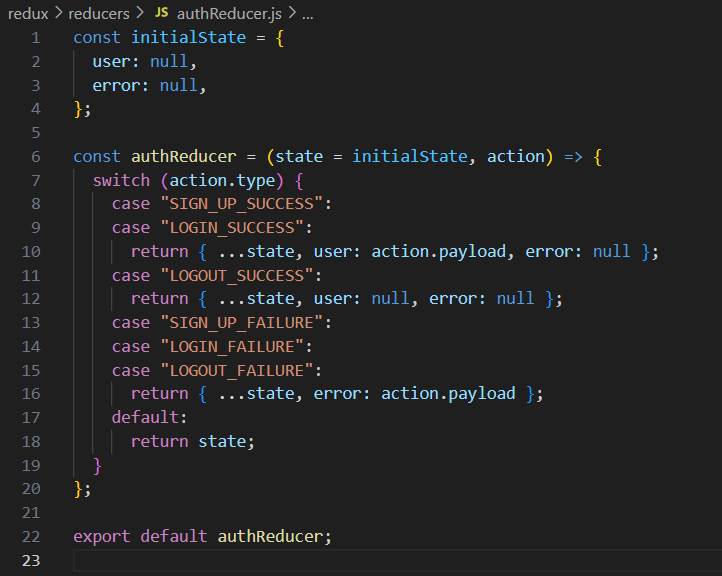 redux > reducers > JS authReducer.js > ...
1 const initialState = {
2   user: null,
3   error: null,
4 };
5
6 const authReducer = (state = initialState, action) => {
7   switch (action.type) {
8     case "SIGN_UP_SUCCESS":
9     case "LOGIN_SUCCESS":
10       return { ...state, user: action.payload, error: null };
11     case "LOGOUT_SUCCESS":
12       return { ...state, user: null, error: null };
13     case "SIGN_UP_FAILURE":
14     case "LOGIN_FAILURE":
15     case "LOGOUT_FAILURE":
16       return { ...state, error: action.payload };
17     default:
18       return state;
19   }
20 };
21
22 export default authReducer;
23